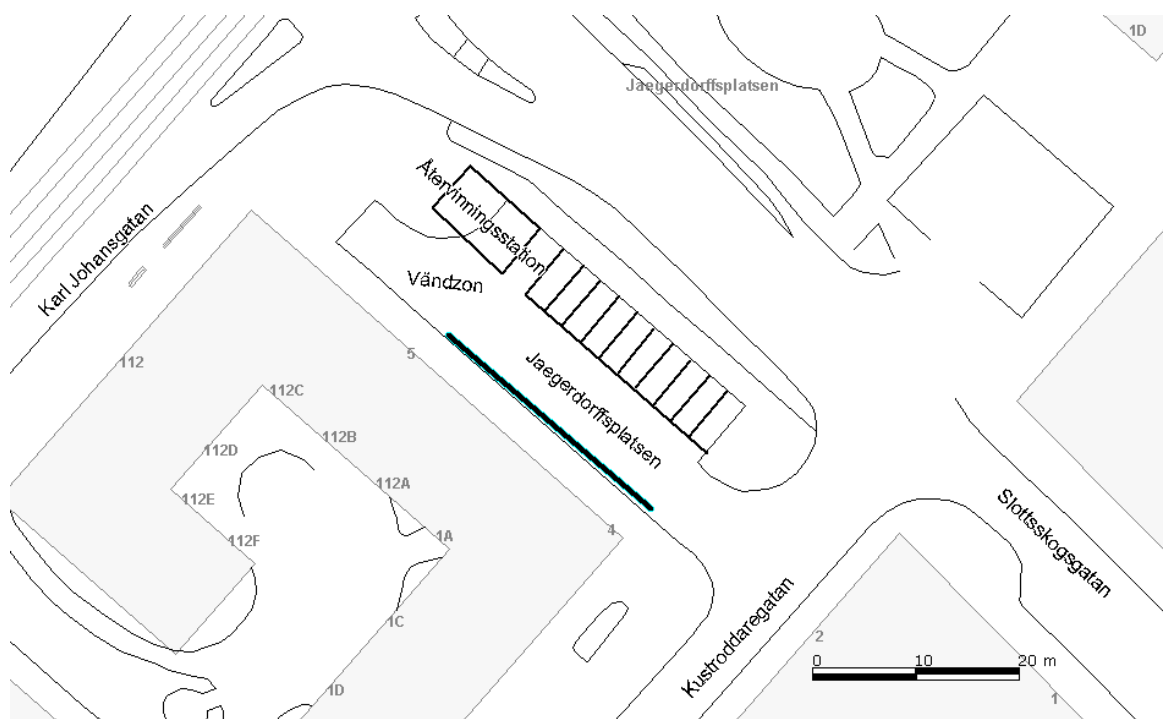 1D
Jaegerdorffsplatsen
Återvinningsstation
Karl Johansgatan
Vändzon
112
5
Jaegerdorffsplatsen
112C
112B
112D
112A
112E
Slottsskogsgatan
112F
1A
4
Kustroddaregatan
1C
2
0 10 20 m
1D
1